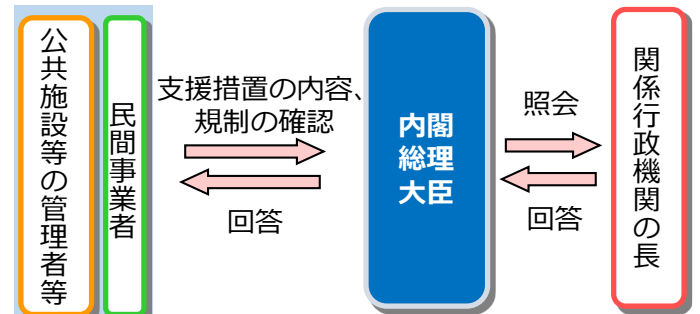 公共施設等の管理者等
民間事業者
支援措置の内容、
規制の確認
回答
内閣
総理
大臣
照会
回答
関係行政機関の長